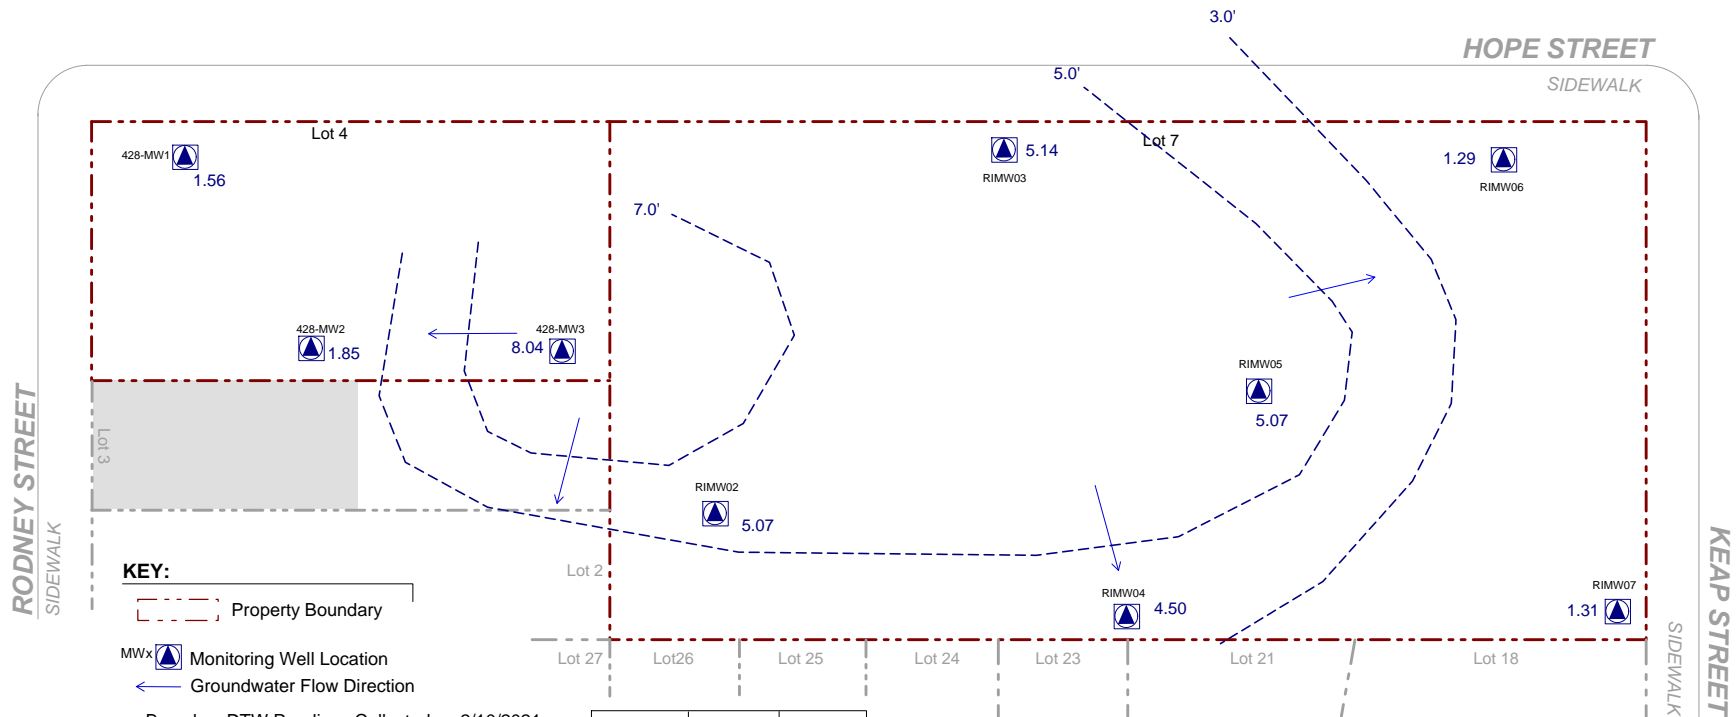 3.0'
HOPE STREET
SIDEWALK
5.0'
Lot 4
Lot 7
428-MW1
1.56
5.14
RIMW03
1.29
RIMW06
7.0'
428-MW2
1.85
428-MW3
8.04
RIMW05
5.07
RODNEY STREET
SIDEWALK
Lot 3
RIMW02
5.07
KEY:
Property Boundary
Lot 2
RIMW04
4.50
RIMW07
1.31
KEAP STREET
SIDEWALK
MWx Monitoring Well Location
Groundwater Flow Direction
Lot 27
Lot26
Lot 25
Lot 24
Lot 23
Lot 21
Lot 18